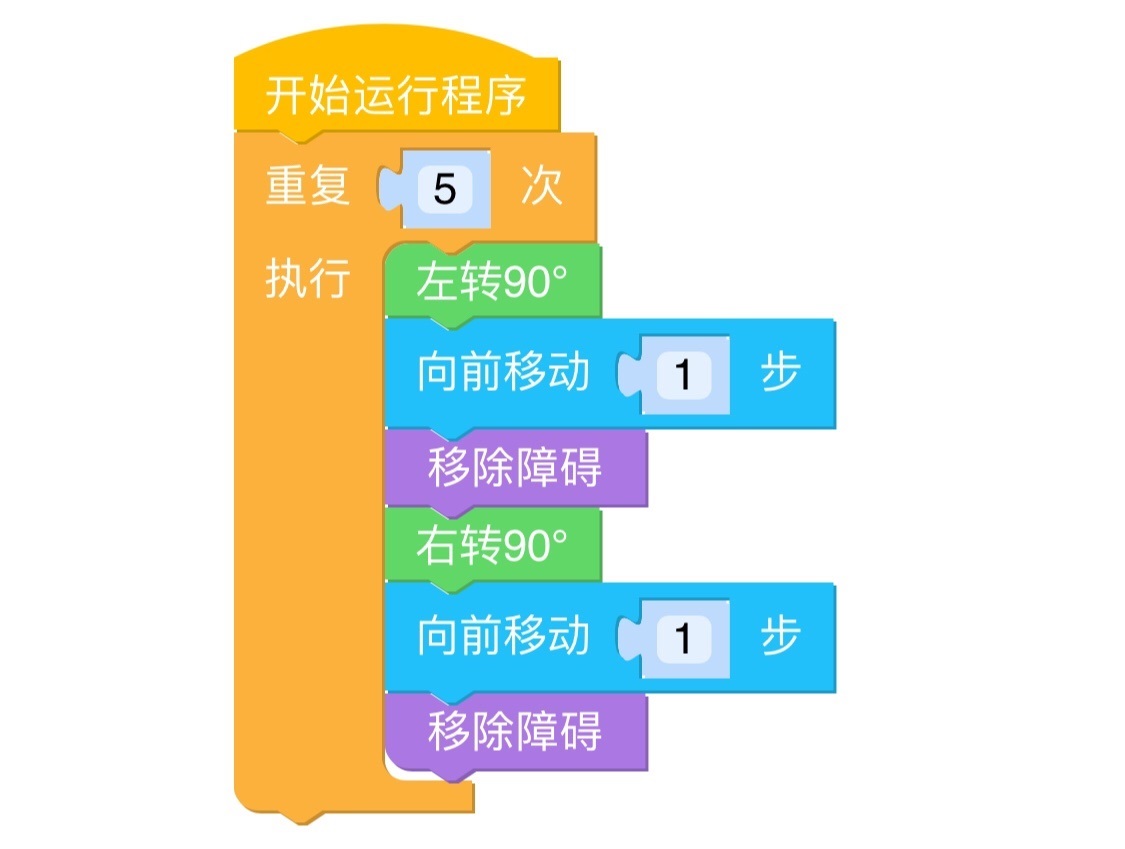 开始运行程序
重复 5 次
执行 左转90°
向前移动 1 步
移除障碍
右转90°
向前移动 1 步
移除障碍